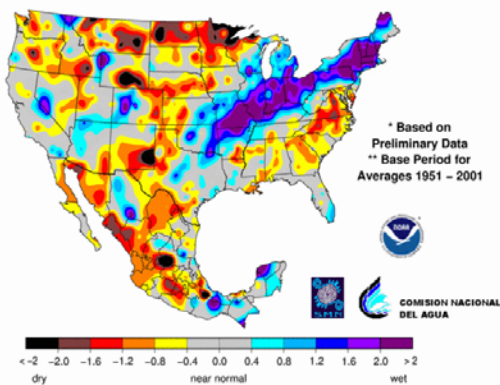 * Based on
Preliminary Data
** Base Period for
Averages 1951 – 2001
NOAA
SMN
COMISION NACIONAL
DEL AGUA
< -2 -2.0 -1.6 -1.2 -0.8 -0.4 0.0 0.4 0.8 1.2 1.6 2.0 > 2
dry near normal wet